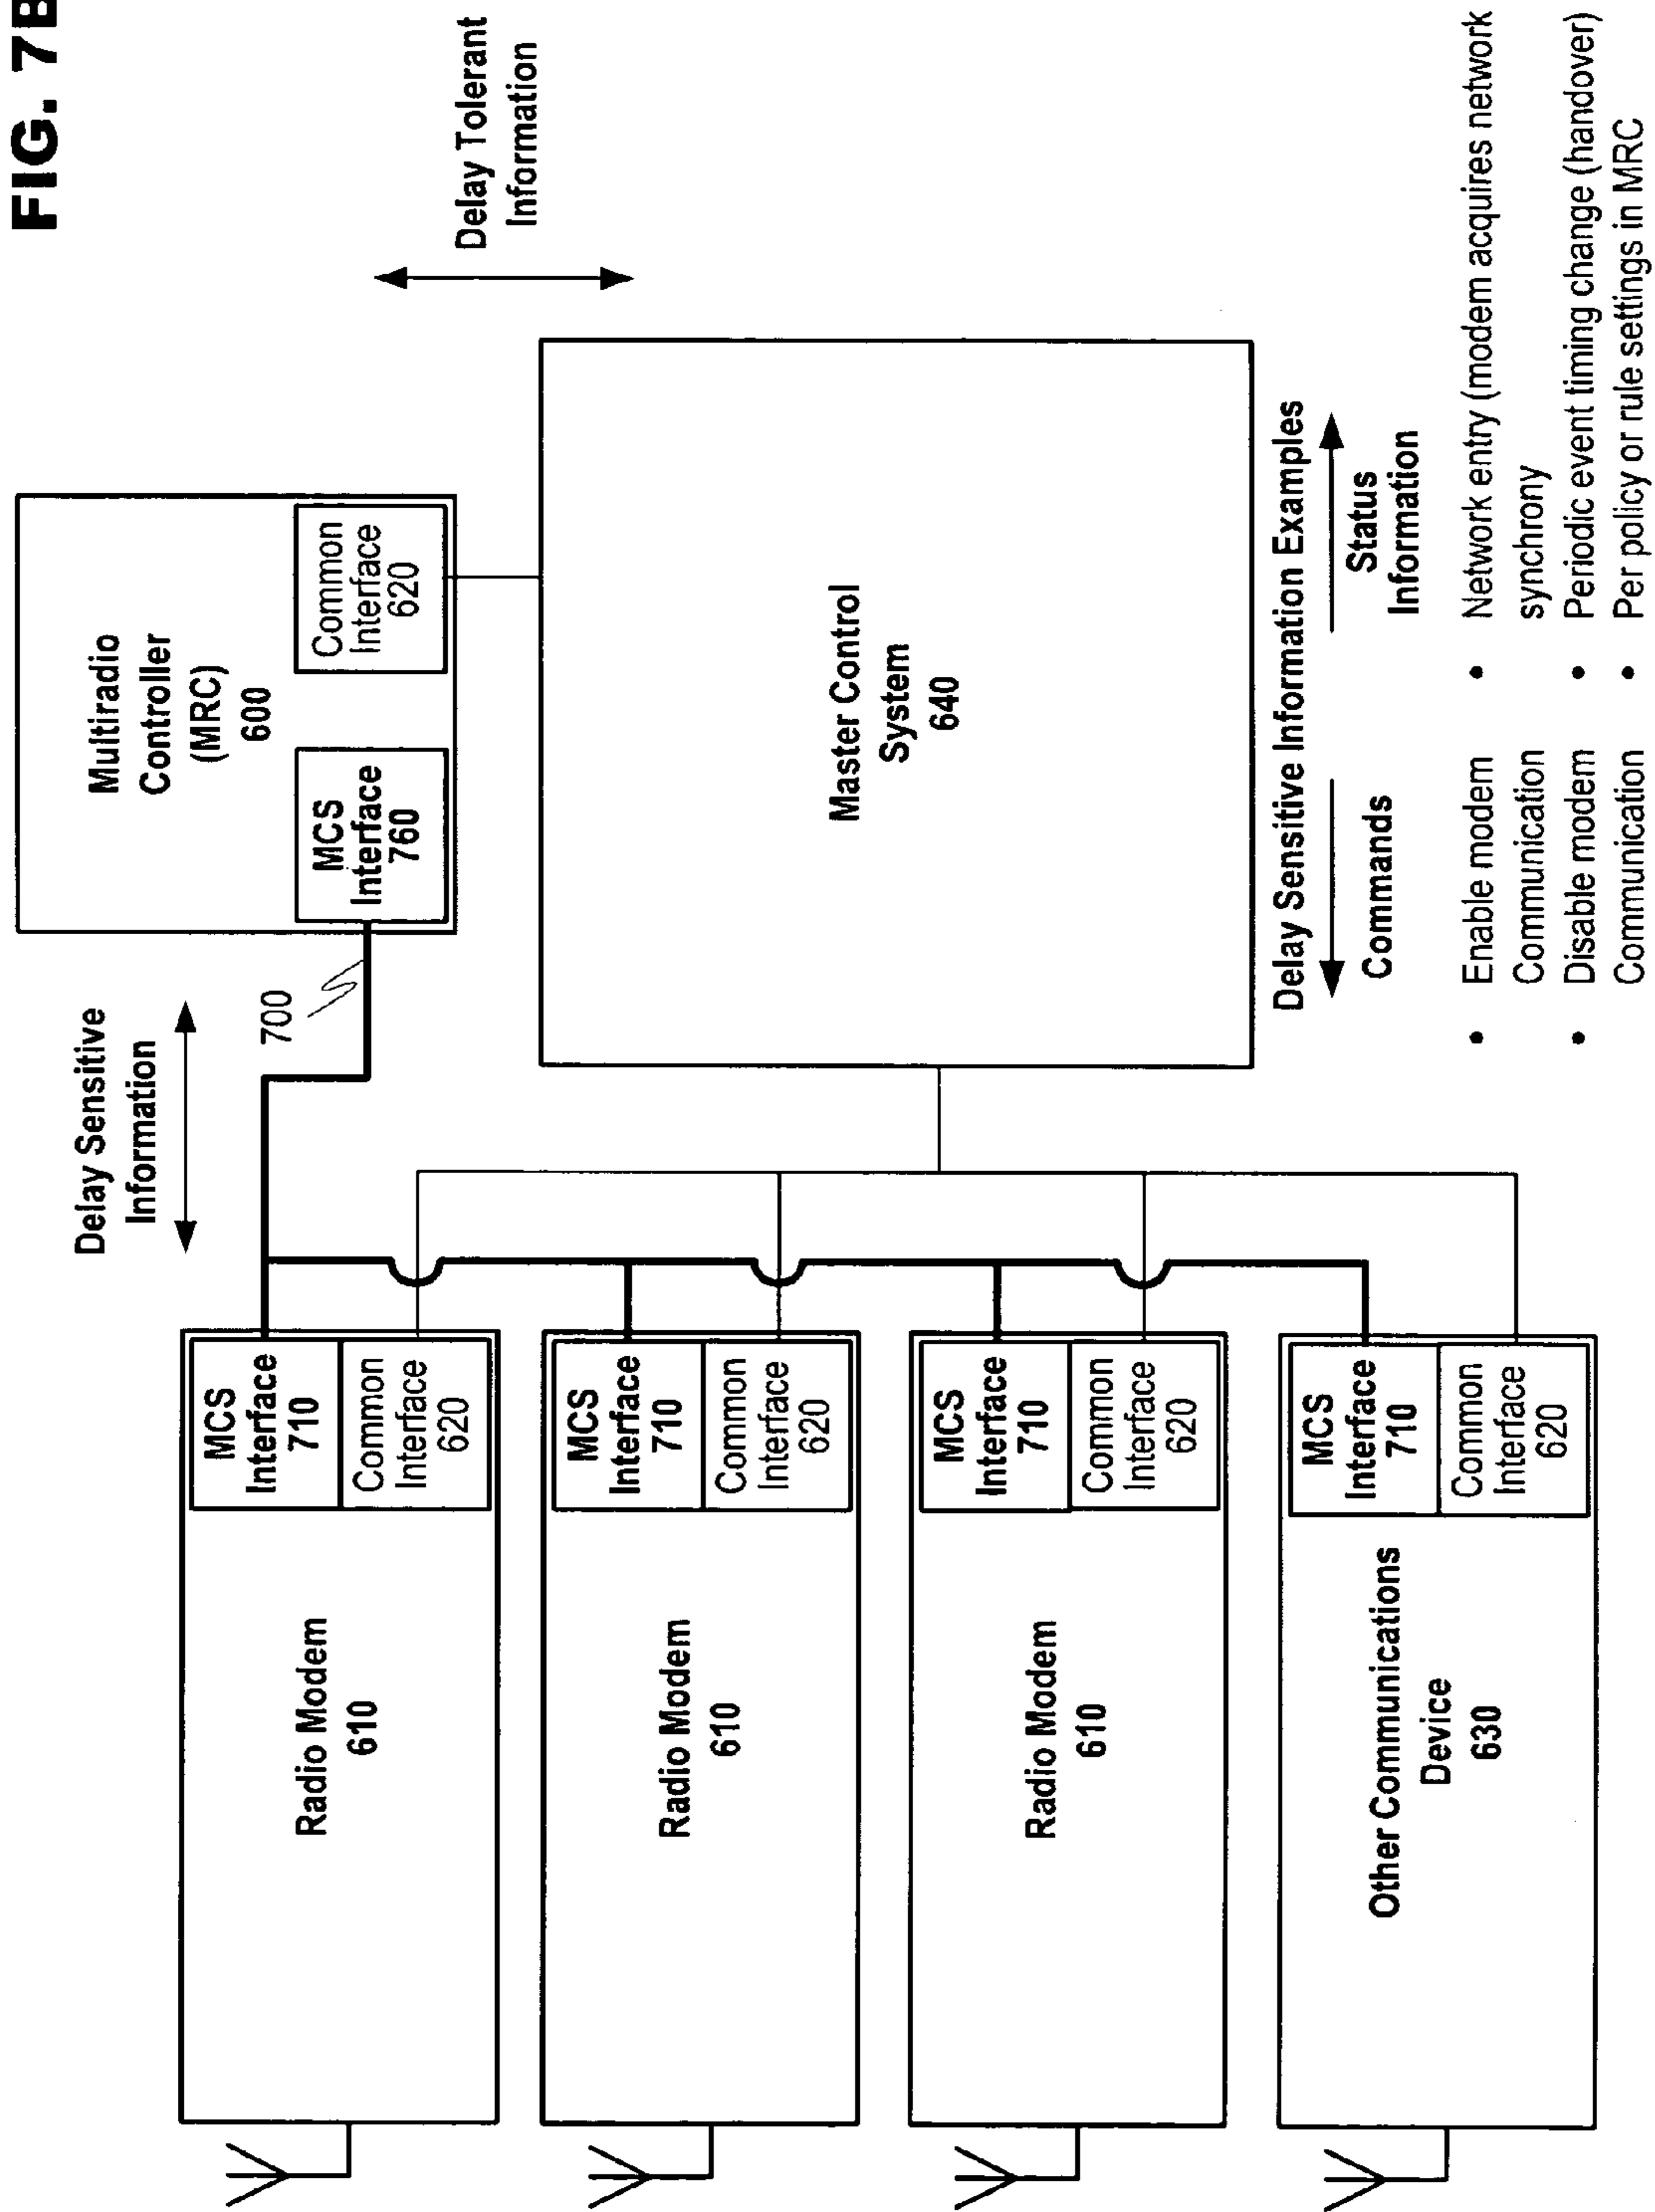 FIG. 7B
Delay Sensitive
Information
Delay Tolerant
Information
700
Multiradio
Controller
(MRC)
600
MCS
Interface
760
Common
Interface
620
Radio Modem
610
MCS
Interface
710
Common
Interface
620
Radio Modem
610
MCS
Interface
710
Common
Interface
620
Radio Modem
610
MCS
Interface
710
Common
Interface
620
Other Communications
Device
630
MCS
Interface
710
Common
Interface
620
Master Control
System
640
Delay Sensitive Information Examples
Commands
• Enable modem
Communication
• Disable modem
Communication
Status
Information
• Network entry (modem acquires network
synchrony
• Periodic event timing change (handover)
• Per policy or rule settings in MRC